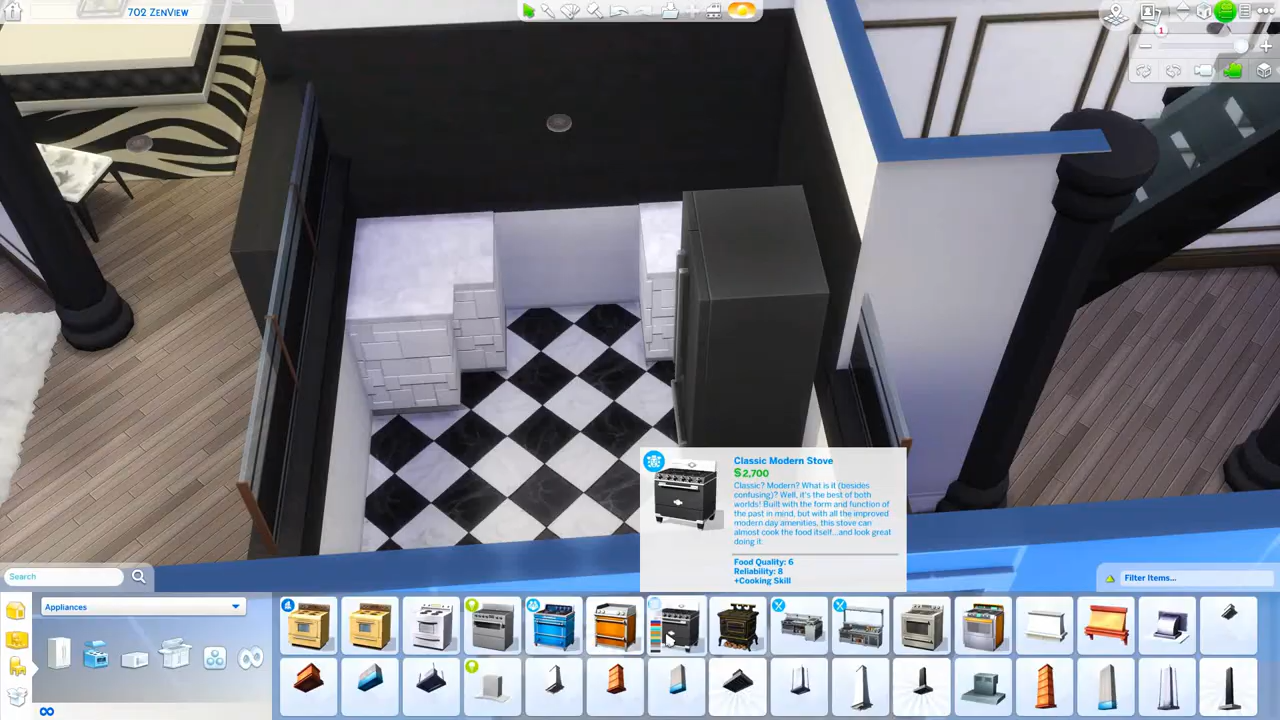 702 ZenView
1
Classic Modern Stove
§2,700
Classic? Modern? What is it (besides
confusing)? Well, it's the best of both
worlds! Built with the form and function of
the past in mind, but with all the improved
modern day amenities, this stove can
almost cook the food itself...and look great
doing it.
Food Quality: 6
Reliability: 8
+Cooking Skill
Search
Filter Items...
Appliances